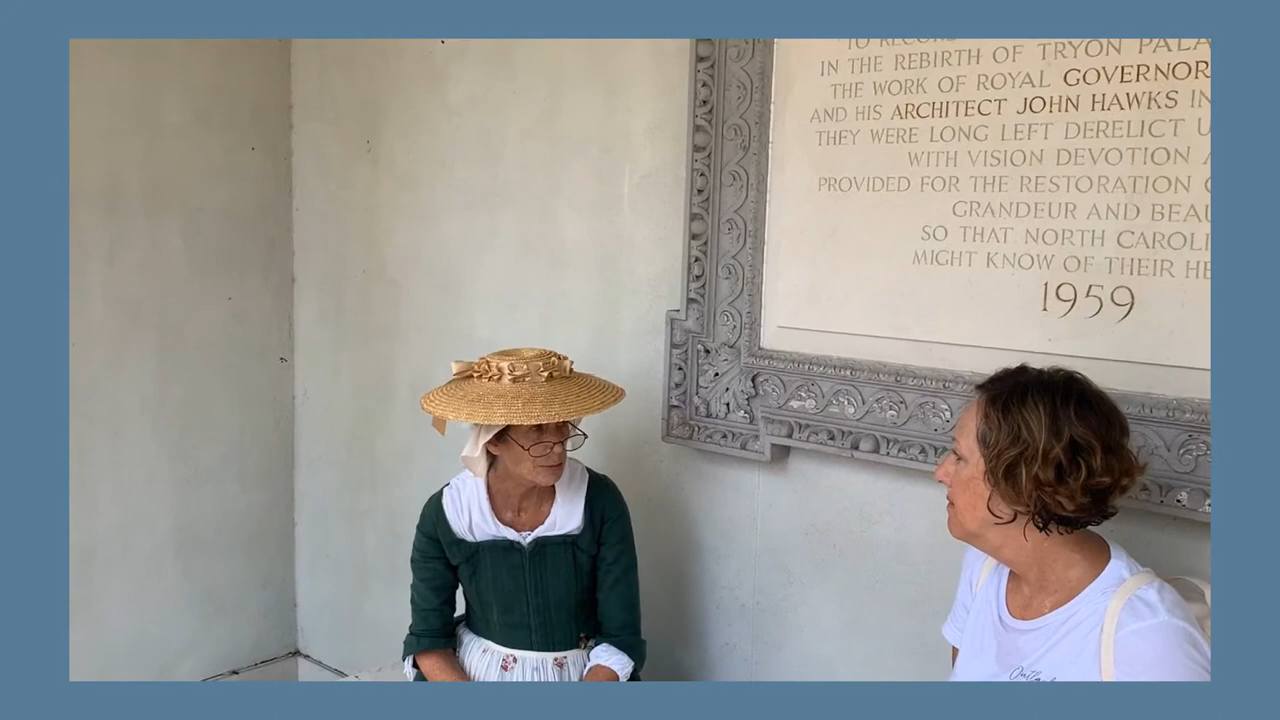 TO RECORD
IN THE REBIRTH OF TRYON PALA
THE WORK OF ROYAL GOVERNOR
AND HIS ARCHITECT JOHN HAWKS IN
THEY WERE LONG LEFT DERELICT U
WITH VISION DEVOTION A
PROVIDED FOR THE RESTORATION
GRANDEUR AND BEAU
SO THAT NORTH CAROLI
MIGHT KNOW OF THEIR HE
1959